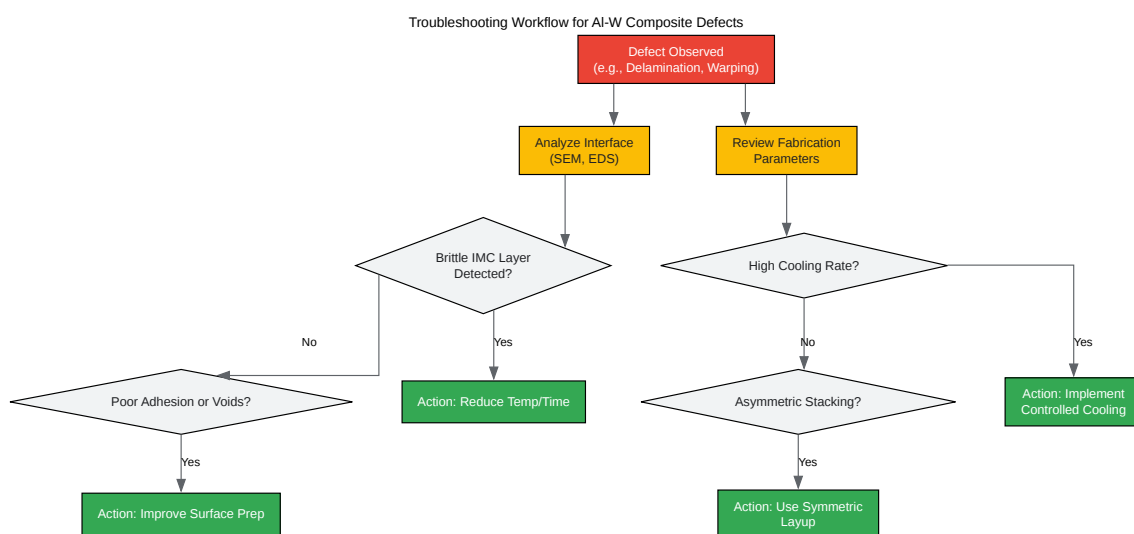 Troubleshooting Workflow for Al-W Composite Defects
Defect Observed
(e.g., Delamination, Warping)
Analyze Interface
(SEM, EDS)
Review Fabrication
Parameters
Brittle IMC Layer
Detected?
High Cooling Rate?
No
Yes
No
Yes
Poor Adhesion or Voids?
Action: Reduce Temp/Time
Asymmetric Stacking?
Action: Implement
Controlled Cooling
Yes
Yes
Action: Improve Surface Prep
Action: Use Symmetric
Layup